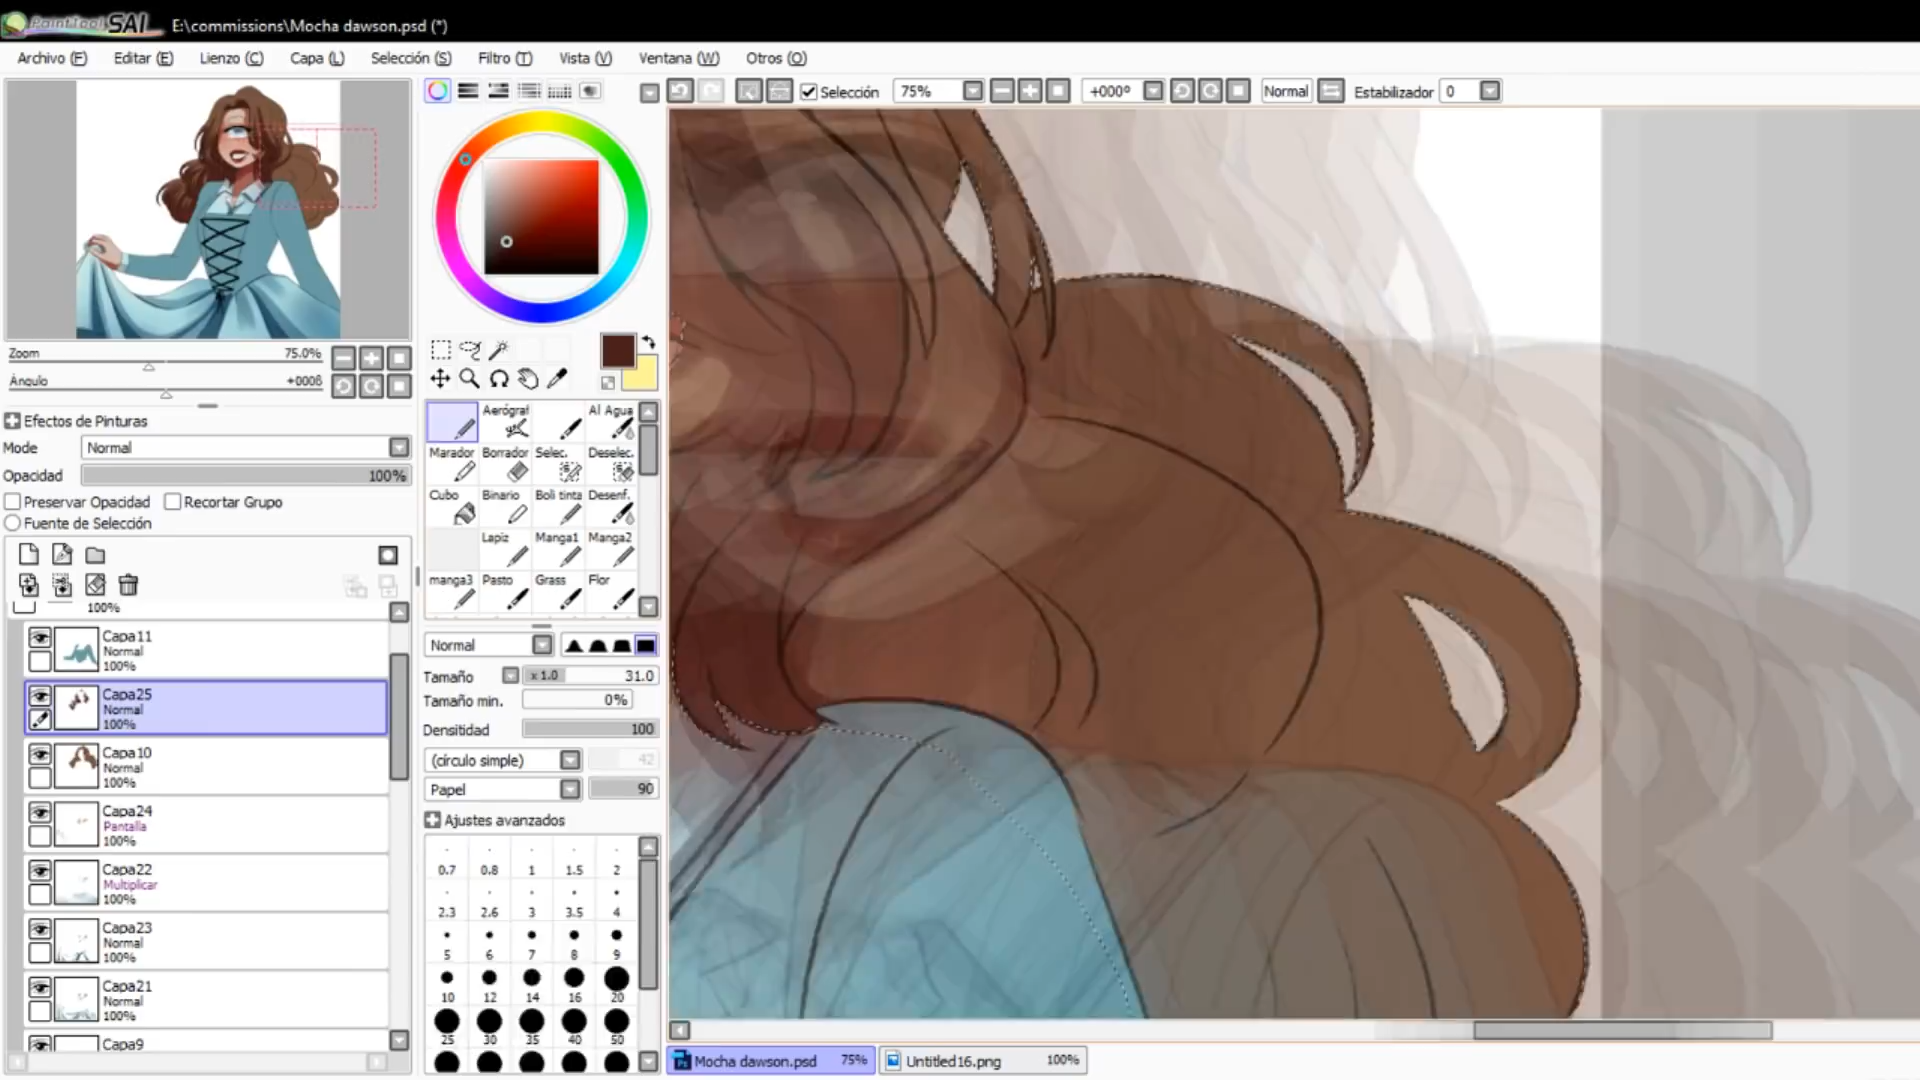 PaintTool SAI E:\commissions\Mocha dawson.psd (*)
Archivo (F) Editar (E) Lienzo (C) Capa (L) Selección (S) Filtro (T) Vista (V) Ventana (W) Otros (O)
Selección 75% +000º Normal Estabilizador 0
Zoom 75.0%
Ángulo +000ß
Efectos de Pinturas
Mode Normal
Opacidad 100%
Preservar Opacidad Recortar Grupo
Fuente de Selección
100%
Capa11
Normal
100%
Capa25
Normal
100%
Capa10
Normal
100%
Capa24
Pantalla
100%
Capa22
Multiplicar
100%
Capa23
Normal
100%
Capa21
Normal
100%
Capa9
Aerógraf Al Agua
Marador Borrador Selec. Deselec.
Cubo Binario Boli tinta Desenf.
Lapiz Manga1 Manga2
manga3 Pasto Grass Flor
Normal
Tamaño x 1.0 31.0
Tamaño min. 0%
Densitidad 100
(círculo simple) 42
Papel 90
Ajustes avanzados
0.7 0.8 1 1.5 2
2.3 2.6 3 3.5 4
5 6 7 8 9
10 12 14 16 20
25 30 35 40 50
Mocha dawson.psd 75% Untitled16.png 100%